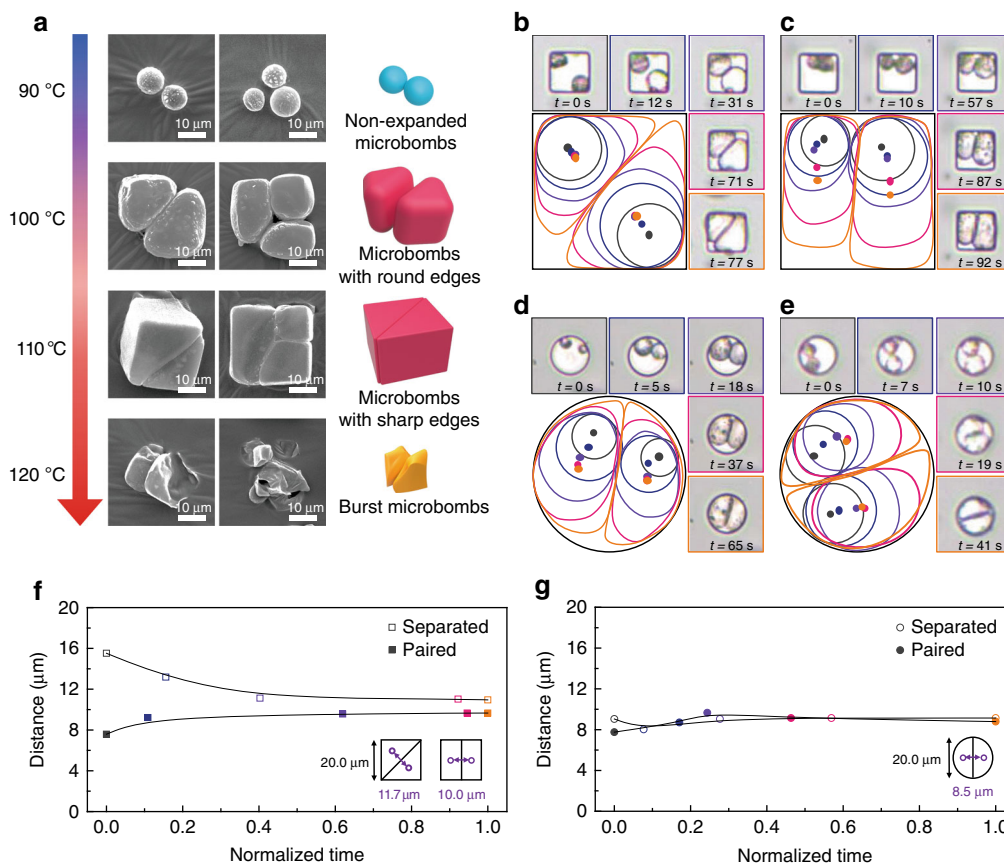 a
90 °C
10 μm
10 μm
Non-expanded
microbombs
100 °C
10 μm
10 μm
Microbombs
with round edges
110 °C
10 μm
10 μm
Microbombs
with sharp edges
120 °C
10 μm
10 μm
Burst microbombs
b
t = 0 s
t = 12 s
t = 31 s
t = 71 s
t = 77 s
c
t = 0 s
t = 10 s
t = 57 s
t = 87 s
t = 92 s
d
t = 0 s
t = 5 s
t = 18 s
t = 37 s
t = 65 s
e
t = 0 s
t = 7 s
t = 10 s
t = 19 s
t = 41 s
f
20
16
12
8
4
0
Distance (μm)
Separated
Paired
20.0 μm
11.7 μm
10.0 μm
0.0
0.2
0.4
0.6
0.8
1.0
Normalized time
g
20
16
12
8
4
0
Distance (μm)
Separated
Paired
20.0 μm
8.5 μm
0.0
0.2
0.4
0.6
0.8
1.0
Normalized time